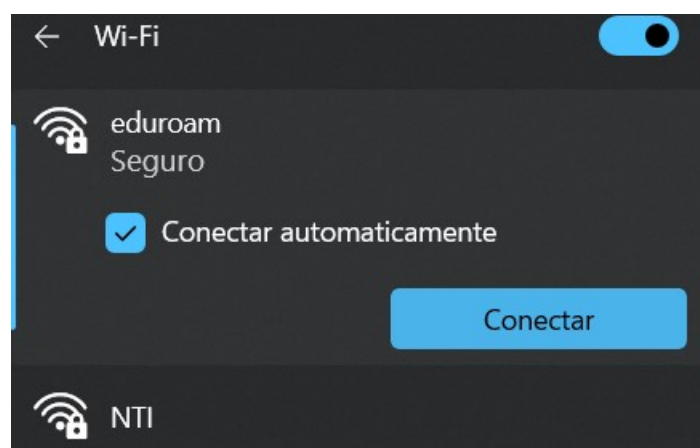 Wi-Fi
eduroam
Seguro
Conectar automaticamente
Conectar
NTI